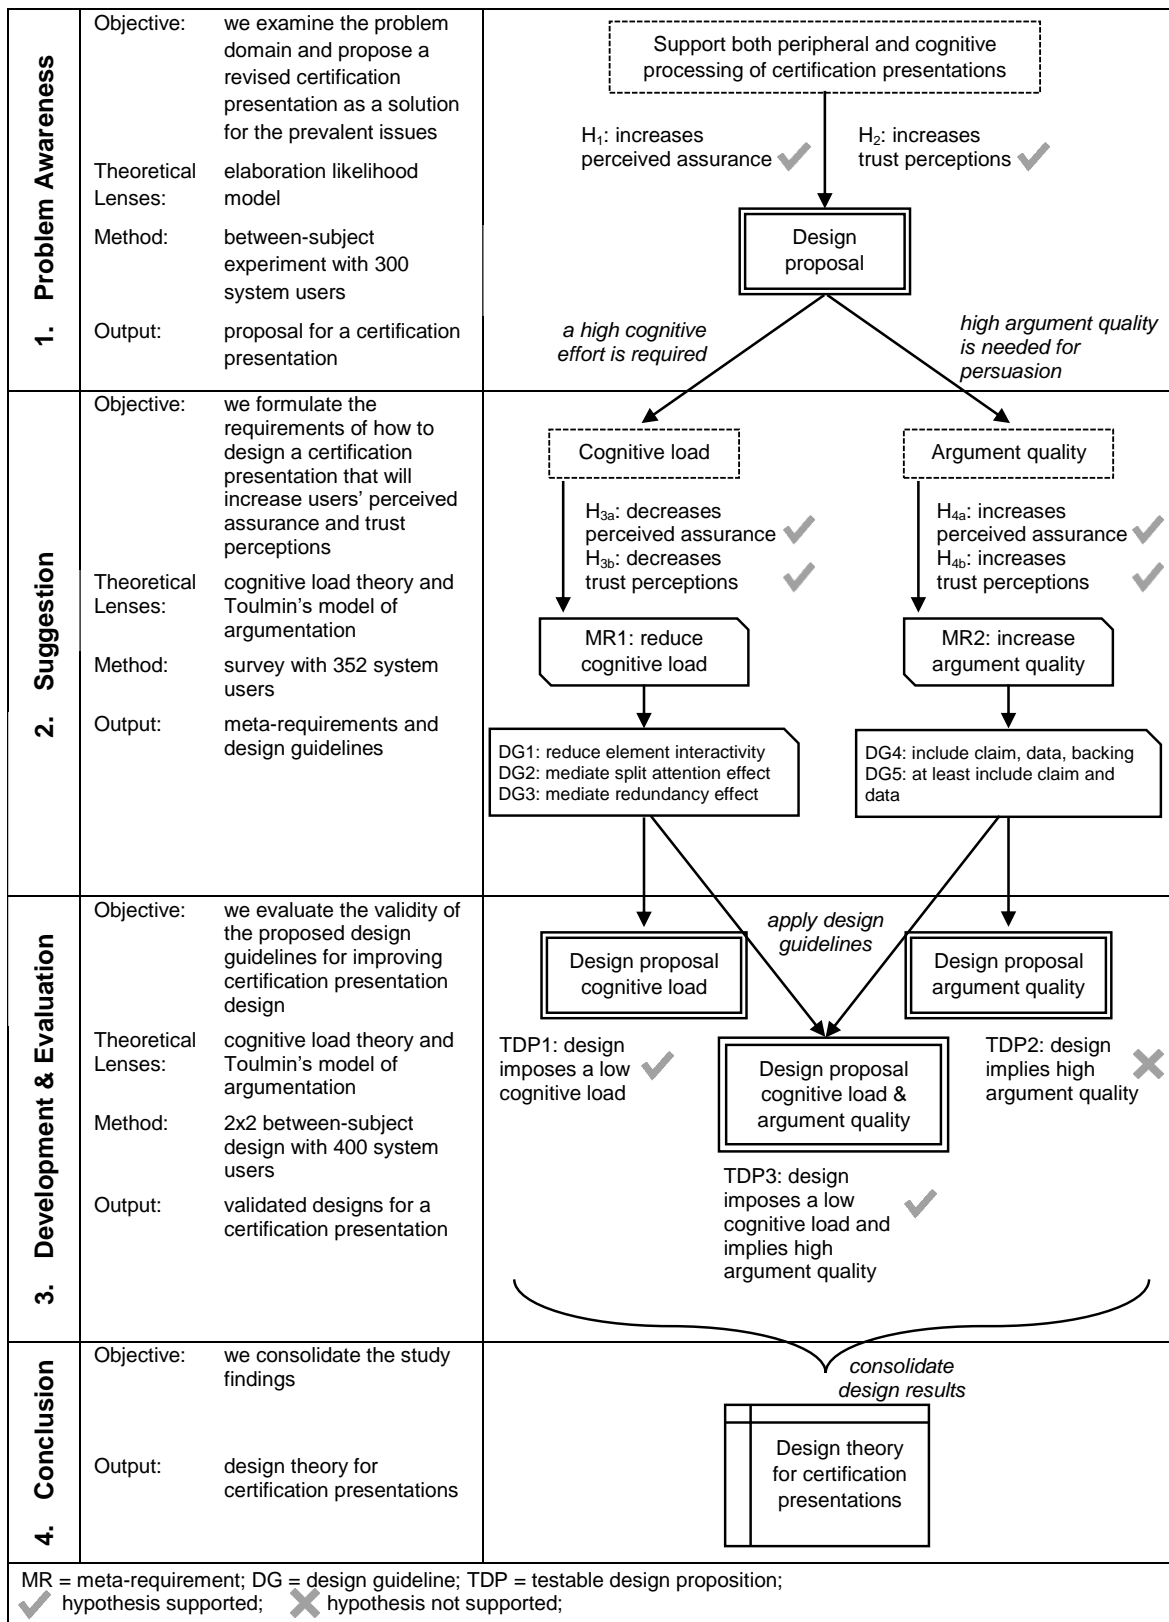 1. Problem Awareness
Objective: we examine the problem
domain and propose a
revised certification
presentation as a solution
for the prevalent issues
Theoretical elaboration likelihood
Lenses: model
Method: between-subject
experiment with 300
system users
Output: proposal for a certification
presentation
Support both peripheral and cognitive
processing of certification presentations
H1: increases
perceived assurance
H2: increases
trust perceptions
Design
proposal
a high cognitive
effort is required
high argument quality
is needed for
persuasion
2. Suggestion
Objective: we formulate the
requirements of how to
design a certification
presentation that will
increase users’ perceived
assurance and trust
perceptions
Theoretical cognitive load theory and
Lenses: Toulmin’s model of
argumentation
Method: survey with 352 system
users
Output: meta-requirements and
design guidelines
Cognitive load
Argument quality
H3a: decreases
perceived assurance
H3b: decreases
trust perceptions
H4a: increases
perceived assurance
H4b: increases
trust perceptions
MR1: reduce
cognitive load
MR2: increase
argument quality
DG1: reduce element interactivity
DG2: mediate split attention effect
DG3: mediate redundancy effect
DG4: include claim, data, backing
DG5: at least include claim and
data
3. Development & Evaluation
Objective: we evaluate the validity of
the proposed design
guidelines for improving
certification presentation
design
Theoretical cognitive load theory and
Lenses: Toulmin’s model of
argumentation
Method: 2x2 between-subject
design with 400 system
users
Output: validated designs for a
certification presentation
apply design
guidelines
Design proposal
cognitive load
Design proposal
argument quality
TDP1: design
imposes a low
cognitive load
Design proposal
cognitive load &
argument quality
TDP2: design
implies high
argument quality
TDP3: design
imposes a low
cognitive load and
implies high
argument quality
4. Conclusion
Objective: we consolidate the study
findings
Output: design theory for
certification presentations
consolidate
design results
Design theory
for certification
presentations
MR = meta-requirement; DG = design guideline; TDP = testable design proposition;
hypothesis supported; hypothesis not supported;